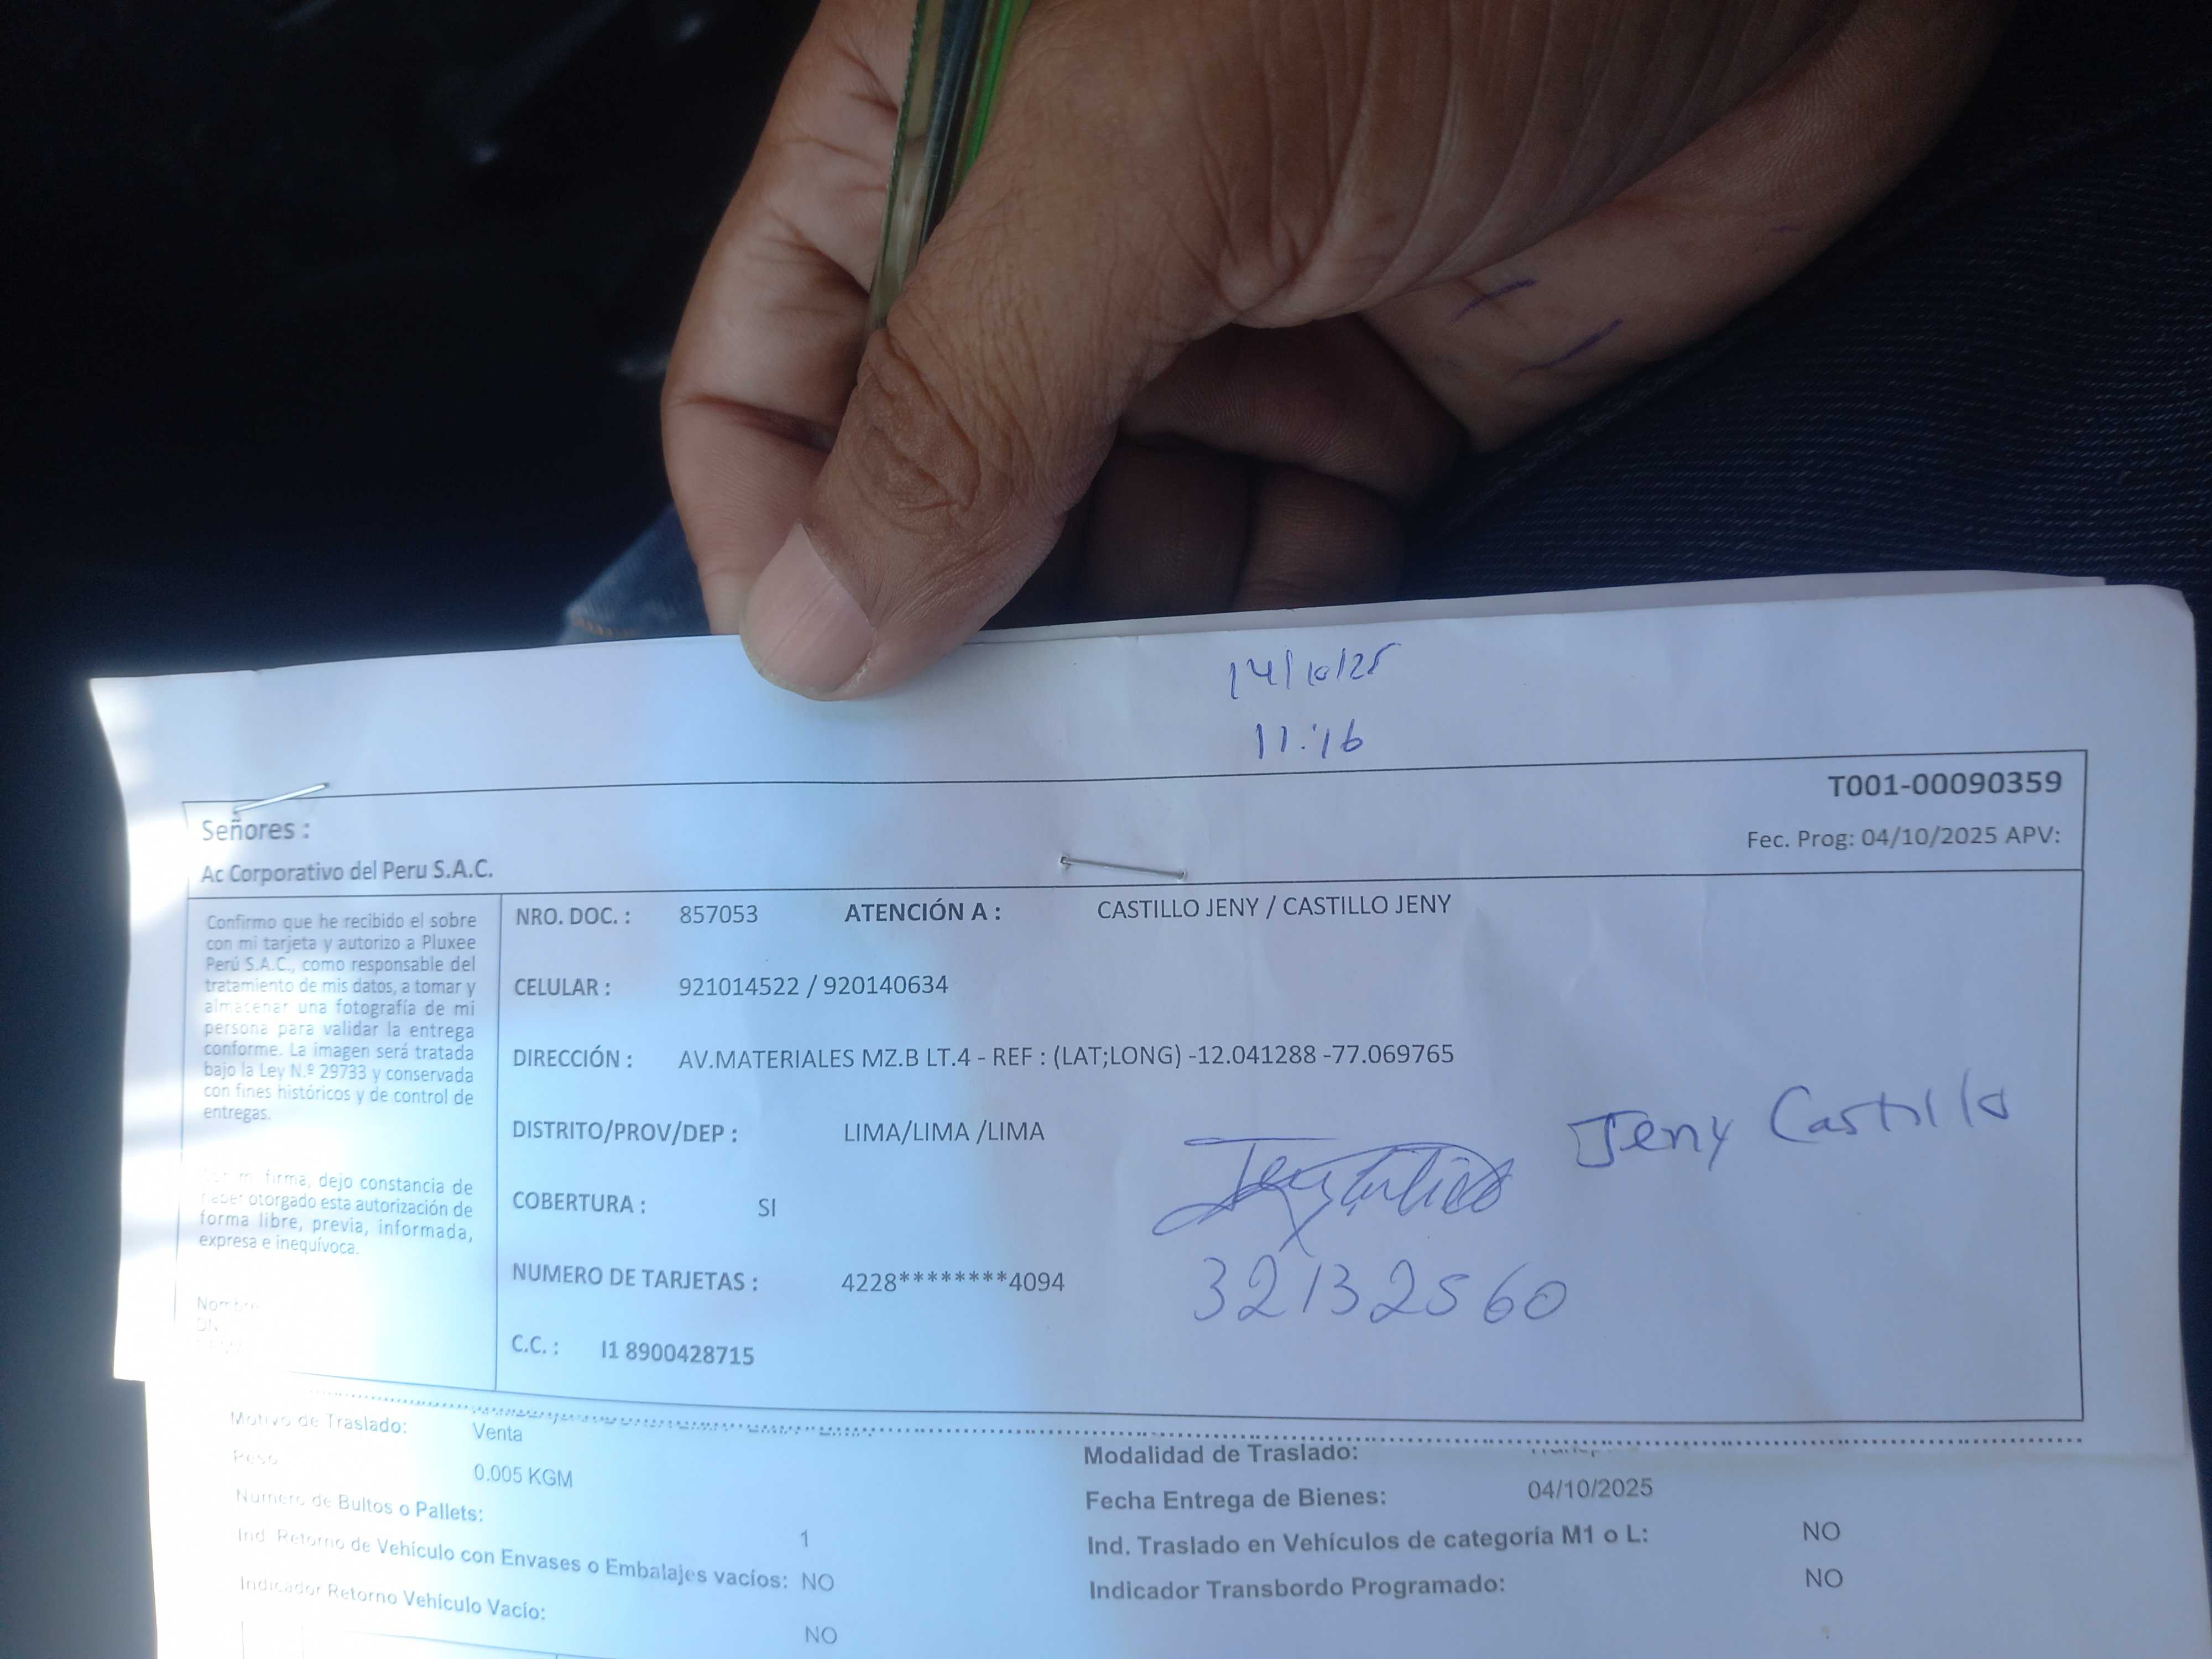 14/10/25
11:16
T001-00090359
Señores :
Fec. Prog: 04/10/2025 APV:
Ac Corporativo del Peru S.A.C.
Confirmo que he recibido el sobre
con mi tarjeta y autorizo a Pluxee
Perú S.A.C., como responsable del
tratamiento de mis datos, a tomar y
almacenar una fotografía de mi
persona para validar la entrega
conforme. La imagen será tratada
bajo la Ley N.º 29733 y conservada
con fines históricos y de control de
entregas.
firma, dejo constancia de
haber otorgado esta autorización de
forma libre, previa, informada,
expresa e inequívoca.
Nombre
DN
NRO. DOC. : 857053 ATENCIÓN A : CASTILLO JENY / CASTILLO JENY
CELULAR : 921014522 / 920140634
DIRECCIÓN : AV.MATERIALES MZ.B LT.4 - REF : (LAT;LONG) -12.041288 -77.069765
DISTRITO/PROV/DEP : LIMA/LIMA /LIMA
Jeny Castillo
COBERTURA : SI
NUMERO DE TARJETAS : 4228********4094
32132560
C.C. : I1 8900428715
Motivo de Traslado: Venta
Modalidad de Traslado:
Peso 0.005 KGM
Fecha Entrega de Bienes: 04/10/2025
Numero de Bultos o Pallets: 1
Ind. Traslado en Vehículos de categoría M1 o L: NO
Ind. Retorno de Vehículo con Envases o Embalajes vacíos: NO
Indicador Transbordo Programado: NO
Indicador Retorno Vehículo Vacío: NO